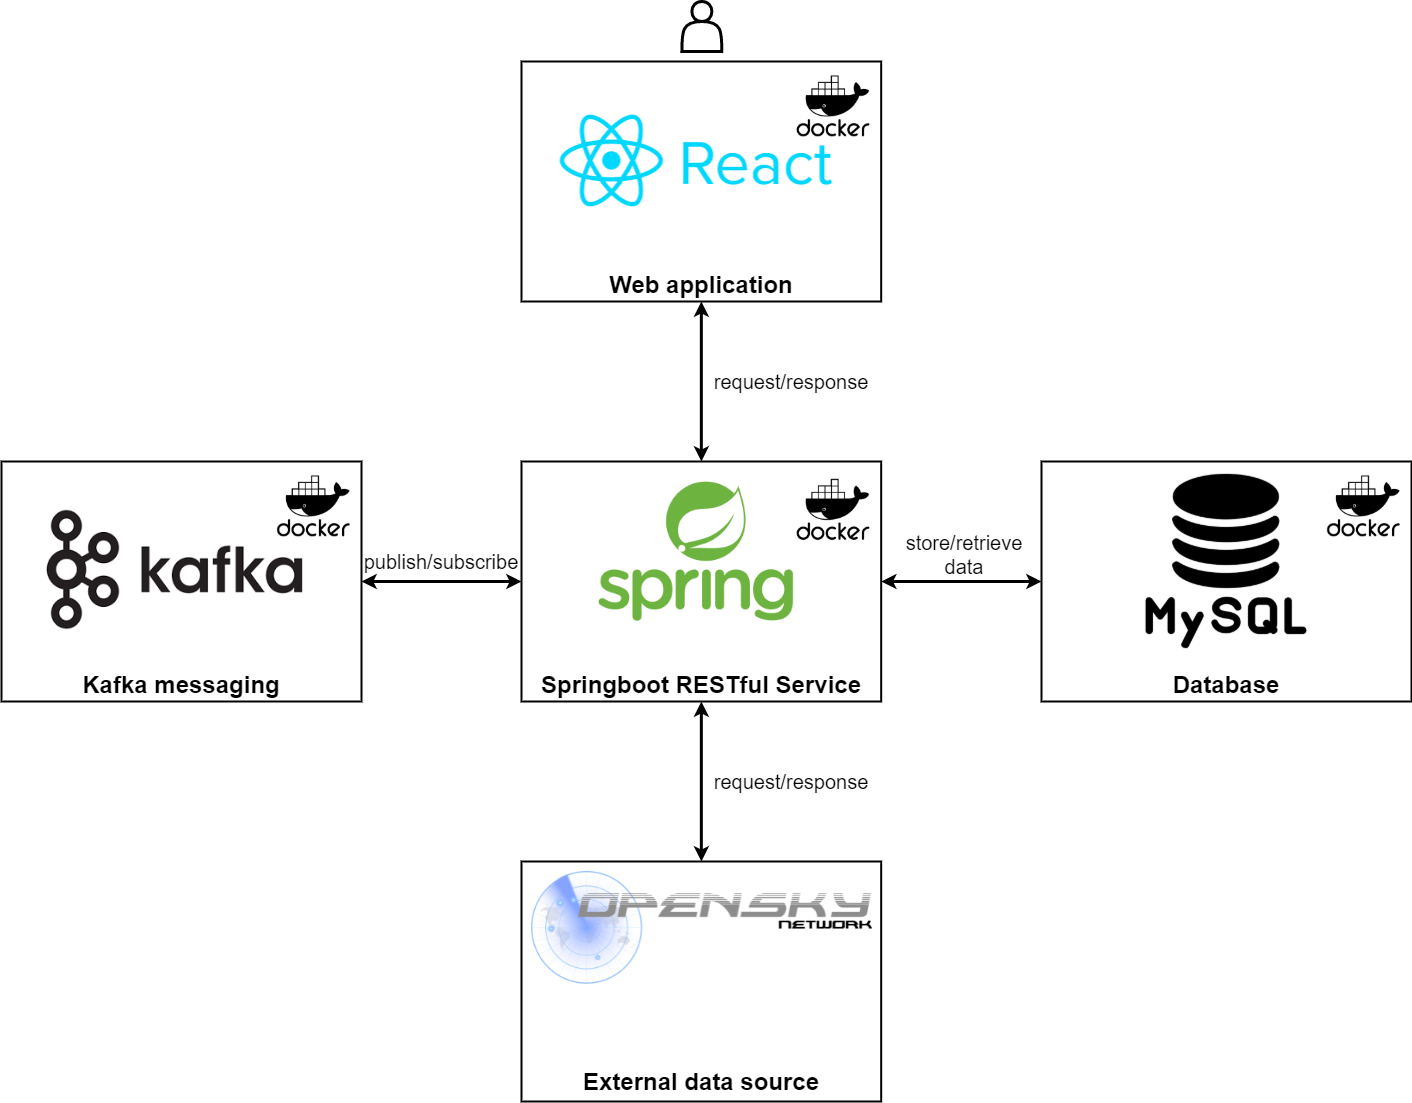 docker
React
Web application
request/response
docker
kafka
Kafka messaging
publish/subscribe
docker
spring
Springboot RESTful Service
store/retrieve
data
docker
MySQL
Database
request/response
OPENSKY
NETWORK
External data source